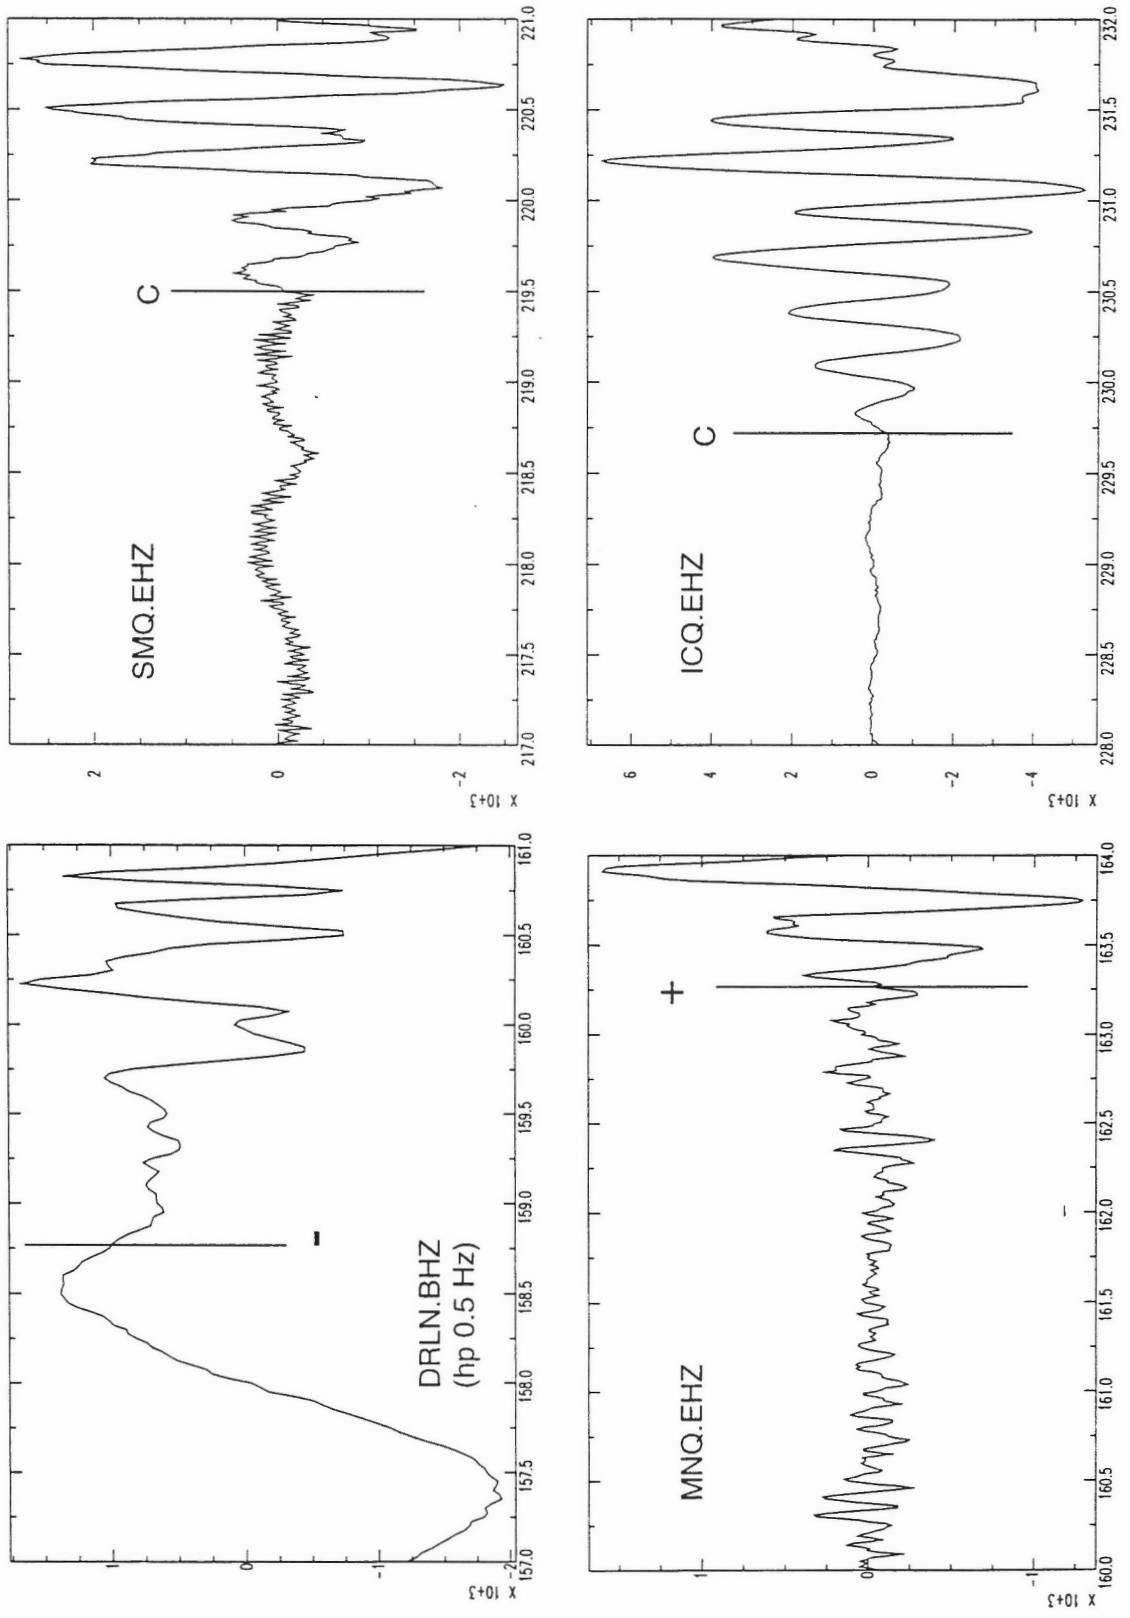 X 10+3
1
0
-1
-2
DRLN.BHZ
(hp 0.5 Hz)
-
157.0 157.5 158.0 158.5 159.0 159.5 160.0 160.5 161.0
X 10+3
2
0
-2
SMQ.EHZ
C
217.0 217.5 218.0 218.5 219.0 219.5 220.0 220.5 221.0
X 10+3
1
0
-1
MNQ.EHZ
+
160.0 160.5 161.0 161.5 162.0 162.5 163.0 163.5 164.0
X 10+3
6
4
2
0
-2
-4
ICQ.EHZ
C
228.0 228.5 229.0 229.5 230.0 230.5 231.0 231.5 232.0